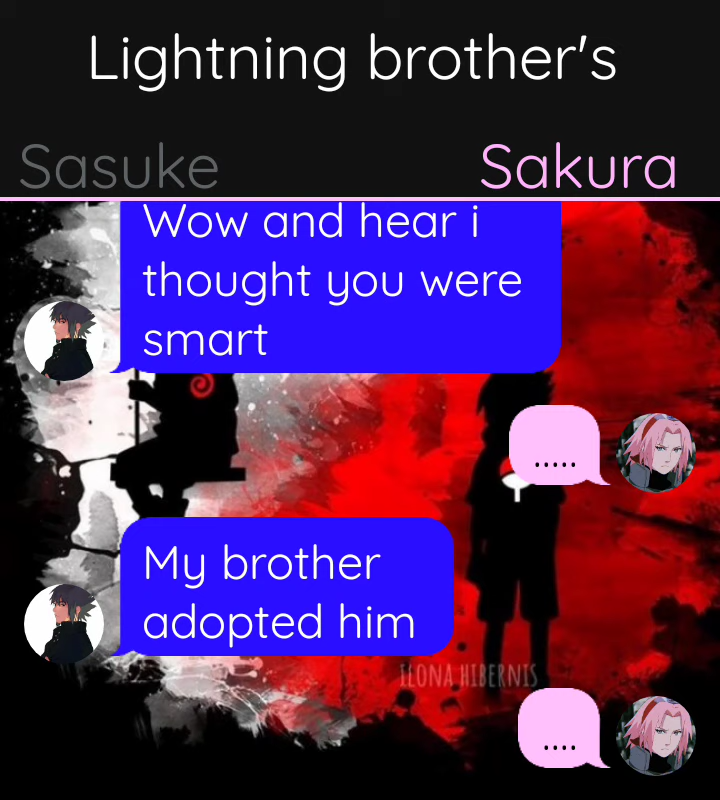 Lightning brother's
Sasuke Sakura
Wow and hear i
thought you were
smart
.....
My brother
adopted him
ILONA HIBERNIS
....